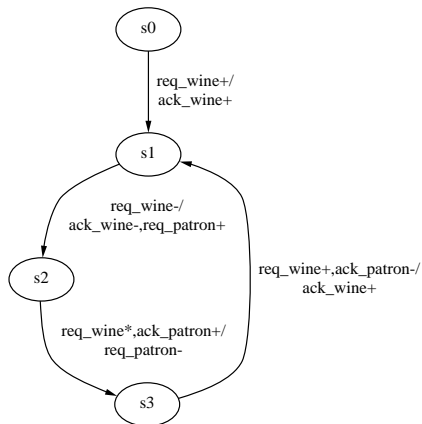 s0
req_wine+/
ack_wine+
s1
req_wine-/
ack_wine-,req_patron+
s2
req_wine+,ack_patron-/
ack_wine+
req_wine*,ack_patron+/
req_patron-
s3